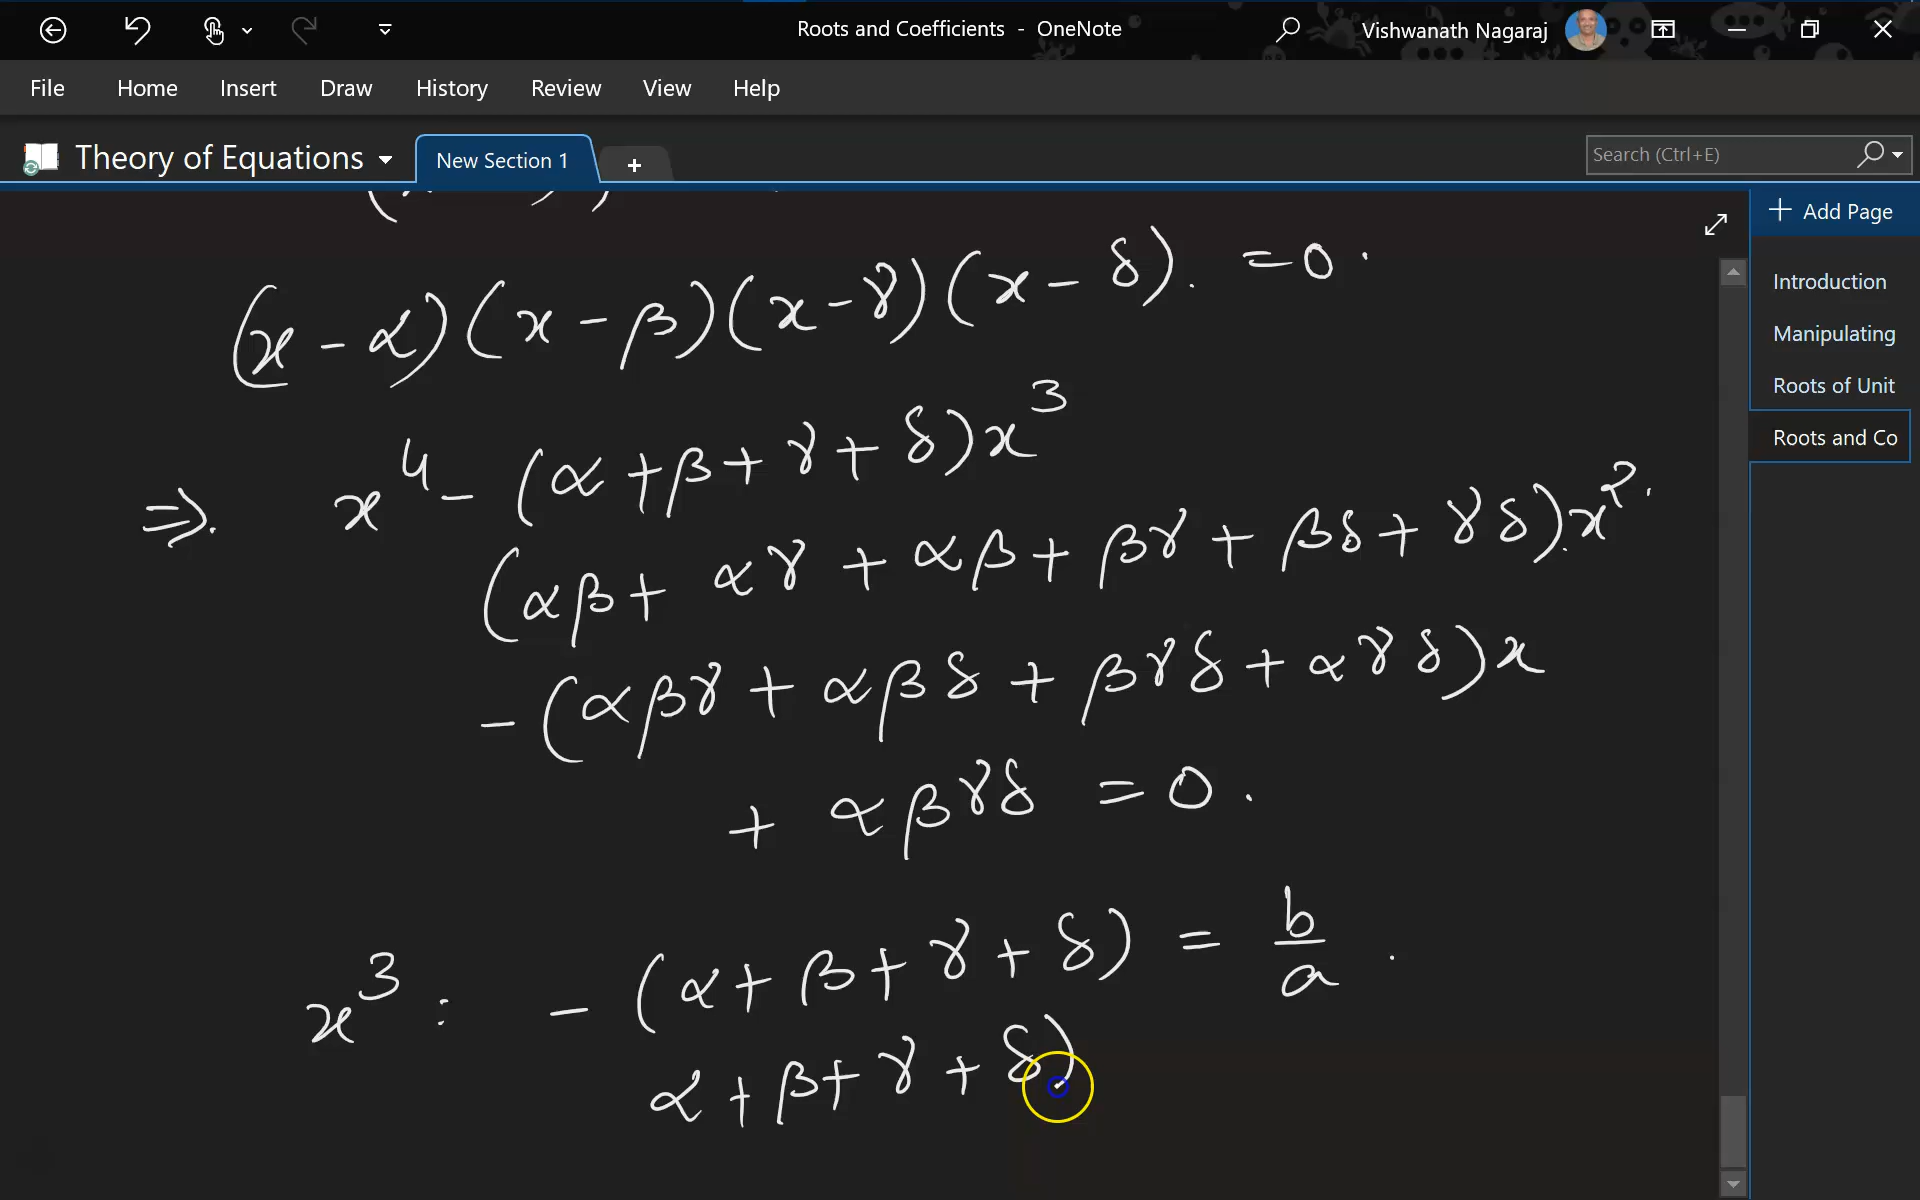 Roots and Coefficients - OneNote
Vishwanath Nagaraj
File Home Insert Draw History Review View Help
Theory of Equations
New Section 1
+
Search (Ctrl+E)
+ Add Page
Introduction
Manipulating
Roots of Unit
Roots and Co
(x - α)(x - β)(x - γ)(x - δ). = 0.
⇒. x⁴ - (α + β + γ + δ)x³
(αβ + αγ + αβ + βγ + βδ + γδ).x².
- (αβγ + αβδ + βγδ + αγδ)x
+ αβγδ = 0.
x³ : - (α + β + γ + δ) = b/a .
α + β + γ + δ)